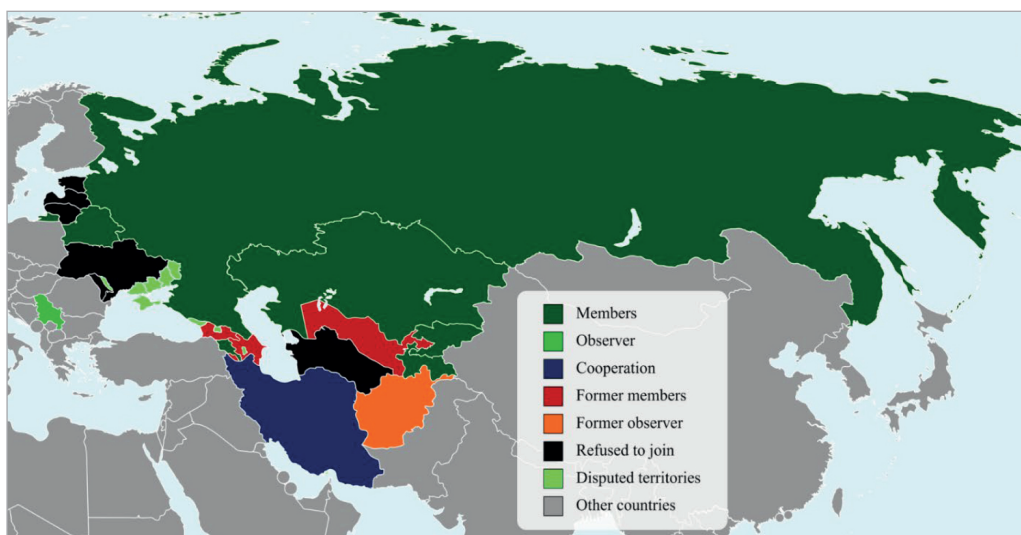 Members
Observer
Cooperation
Former members
Former observer
Refused to join
Disputed territories
Other countries